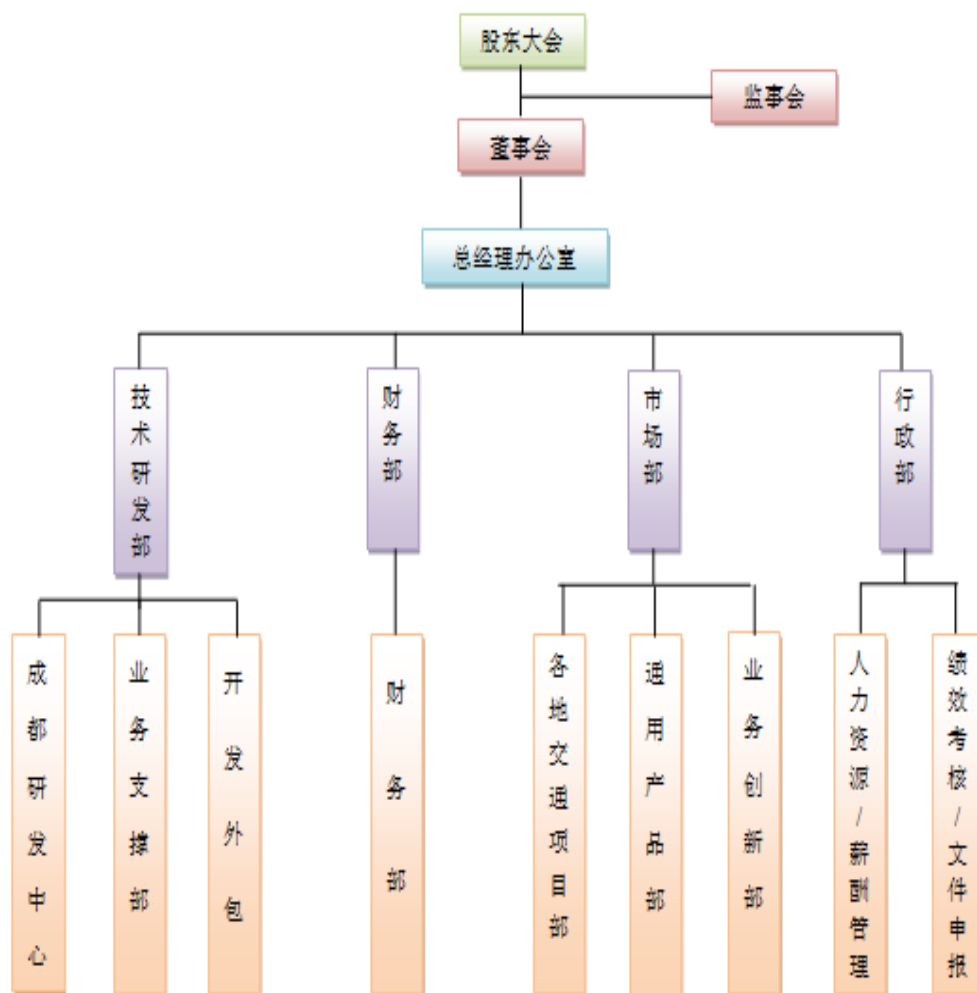 股东大会
监事会
董事会
总经理办公室
技术研发部
财务部
市场部
行政部
成都研发中心
业务支撑部
开发外包
财务部
各地交通项目部
通用产品部
业务创新部
人力资源/薪酬管理
绩效考核/文件申报